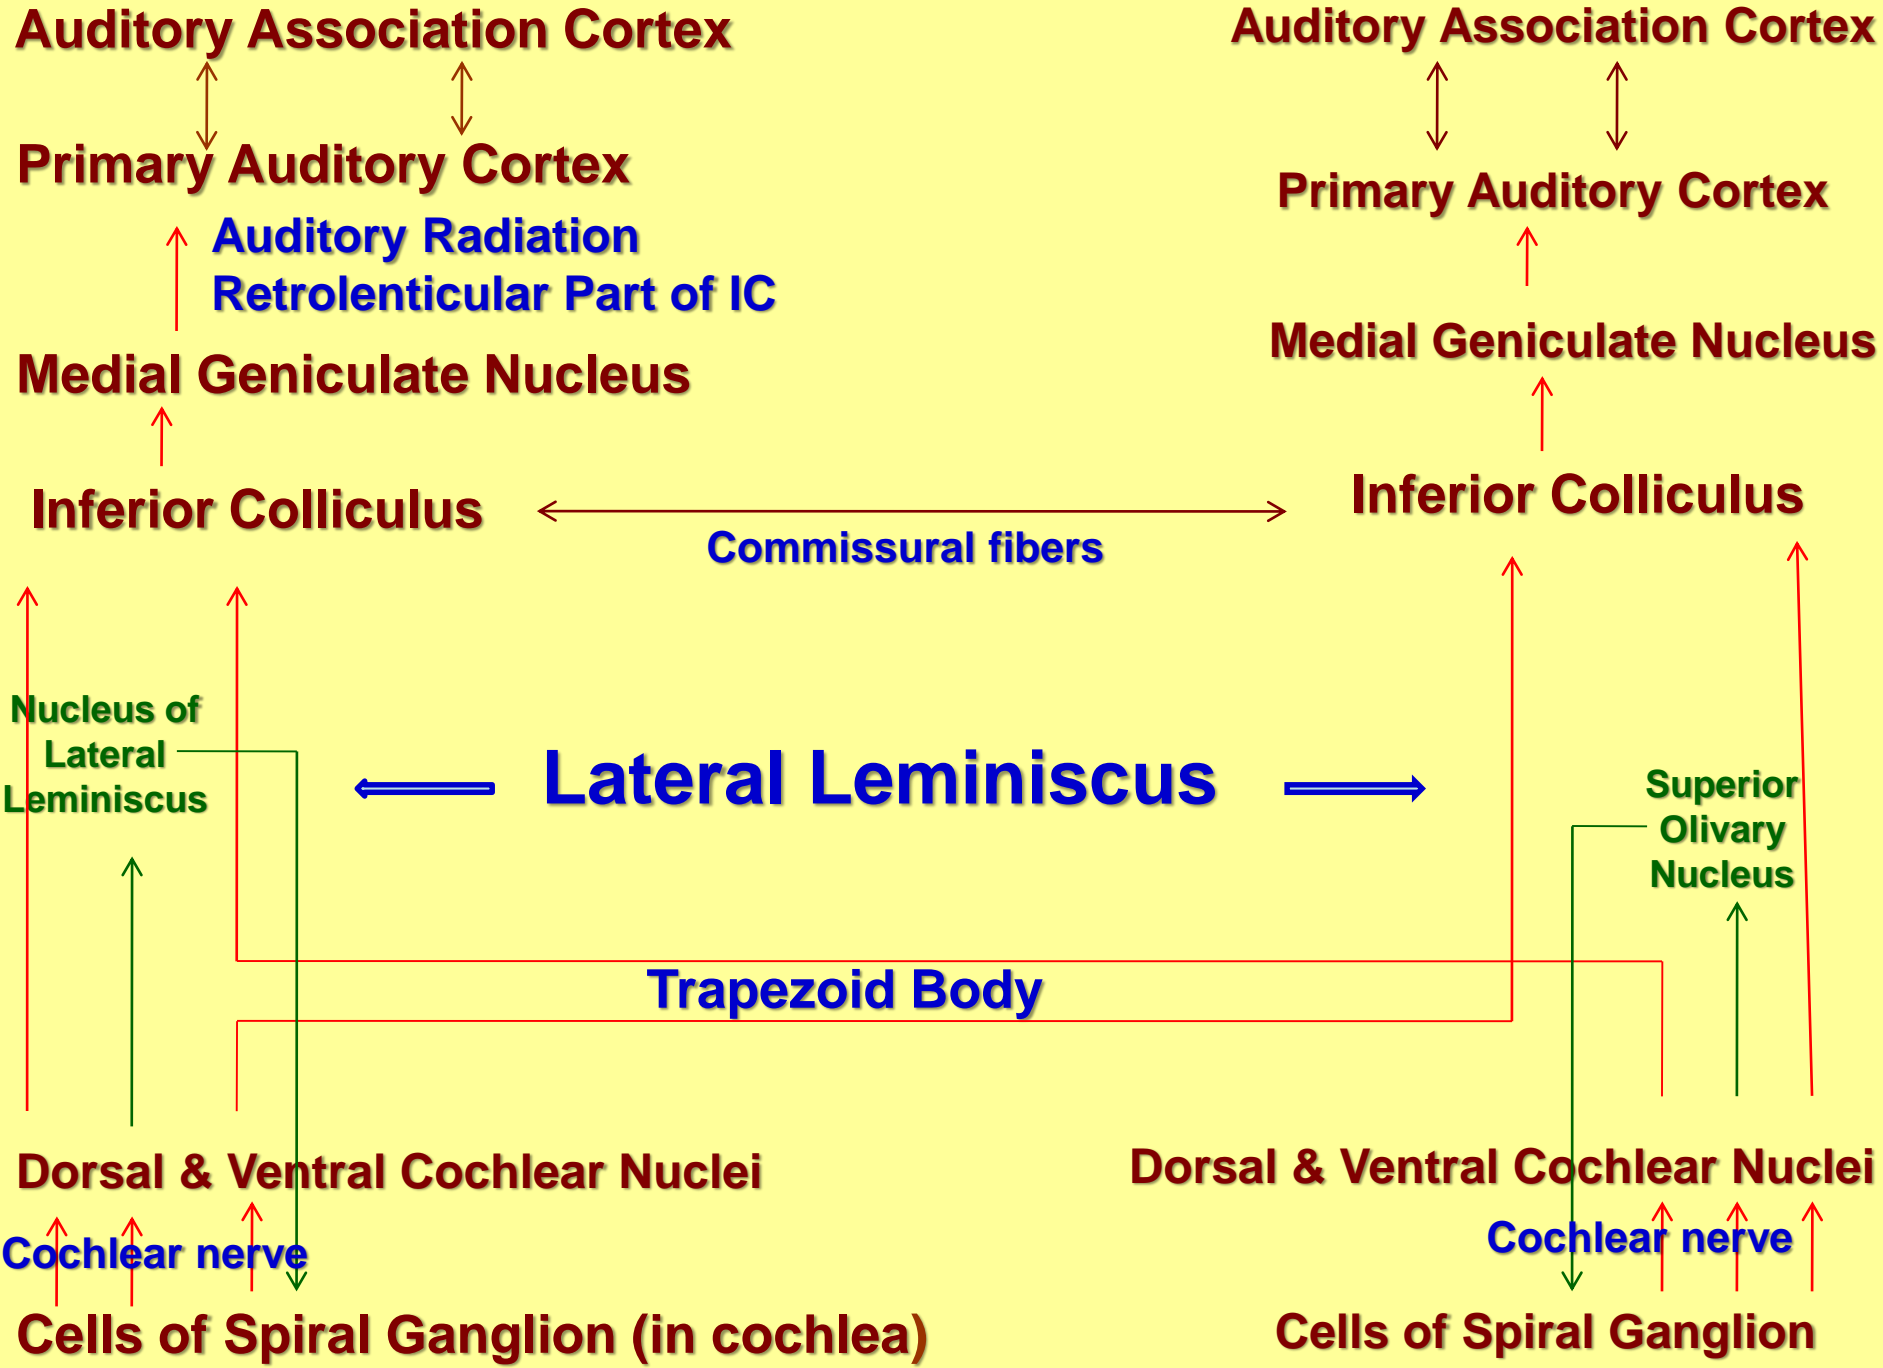 Auditory Association Cortex
Auditory Association Cortex
Primary Auditory Cortex
Primary Auditory Cortex
Auditory Radiation
Retrolenticular Part of IC
Medial Geniculate Nucleus
Medial Geniculate Nucleus
Inferior Colliculus
Inferior Colliculus
Commissural fibers
Nucleus of
Lateral
Leminiscus
Lateral Leminiscus
Superior
Olivary
Nucleus
Trapezoid Body
Dorsal & Ventral Cochlear Nuclei
Dorsal & Ventral Cochlear Nuclei
Cochlear nerve
Cochlear nerve
Cells of Spiral Ganglion (in cochlea)
Cells of Spiral Ganglion